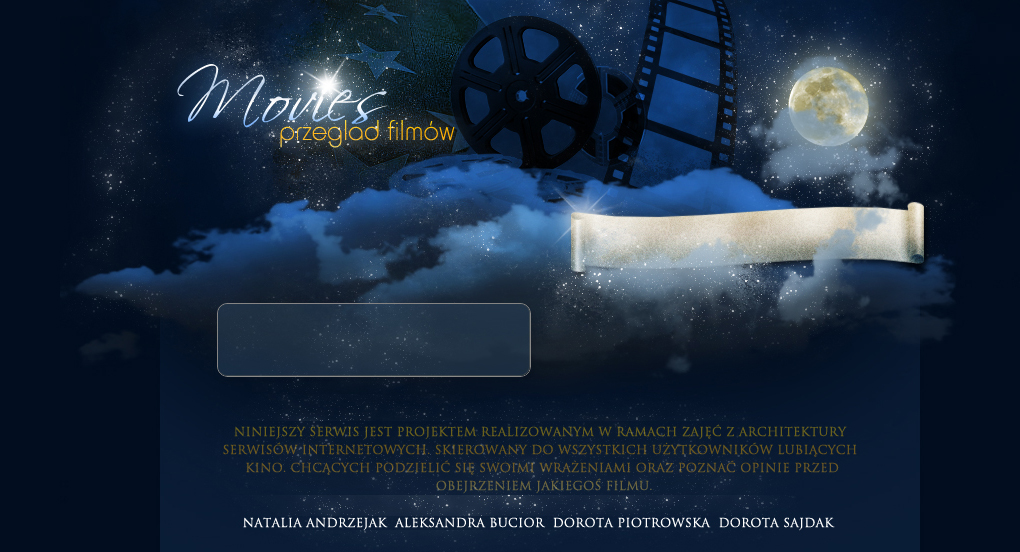 Movies
przeglad filmów
NINIEJSZY SERWIS JEST PROJEKTEM REALIZOWANYM W RAMACH ZAJĘĆ Z ARCHITEKTURY
SERWISÓW INTERNETOWYCH. SKIEROWANY DO WSZYSTKICH UŻYTKOWNIKÓW LUBIĄCYCH
KINO. CHCĄCYCH PODZIELIĆ SIĘ SWOIMI WRAŻENIAMI ORAZ POZNAĆ OPINIE PRZED
OBEJRZENIEM JAKIEGOŚ FILMU.
NATALIA ANDRZEJAK ALEKSANDRA BUCIOR DOROTA PIOTROWSKA DOROTA SAJDAK